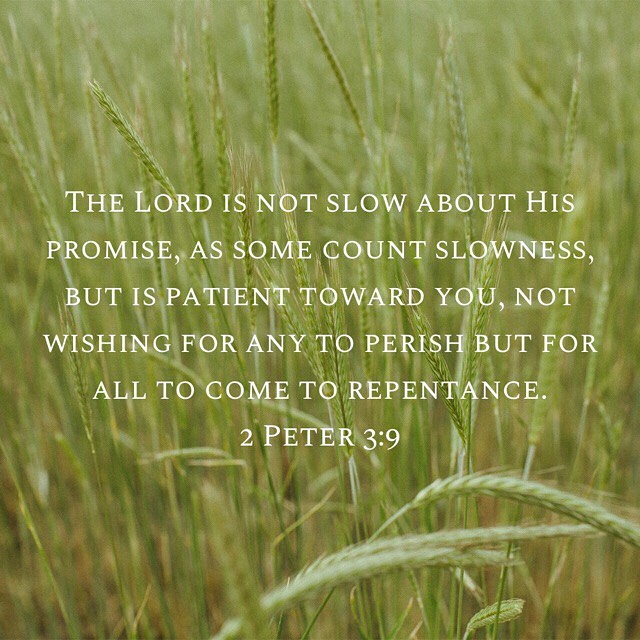 The Lord is not slow about His
promise, as some count slowness,
but is patient toward you, not
wishing for any to perish but for
all to come to repentance.
2 Peter 3:9